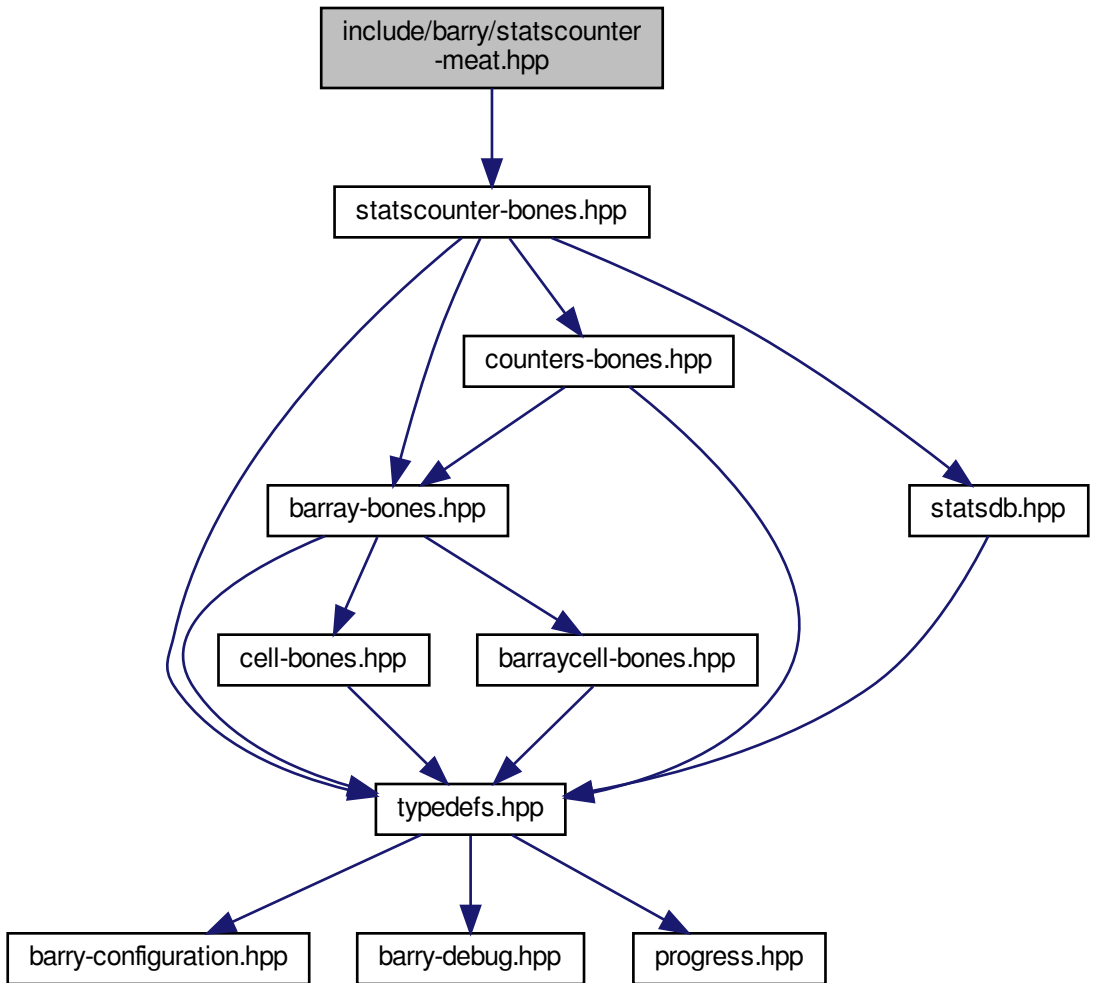 include/barry/statscounter
-meat.hpp
statscounter-bones.hpp
counters-bones.hpp
barray-bones.hpp
statsdb.hpp
cell-bones.hpp
barraycell-bones.hpp
typedefs.hpp
barry-configuration.hpp
barry-debug.hpp
progress.hpp